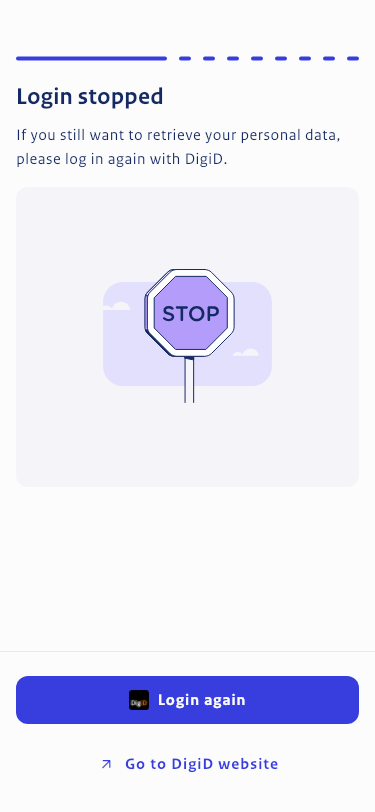 Login stopped
If you still want to retrieve your personal data,
please log in again with DigiD.
STOP
DigiD
Login again
Go to DigiD website